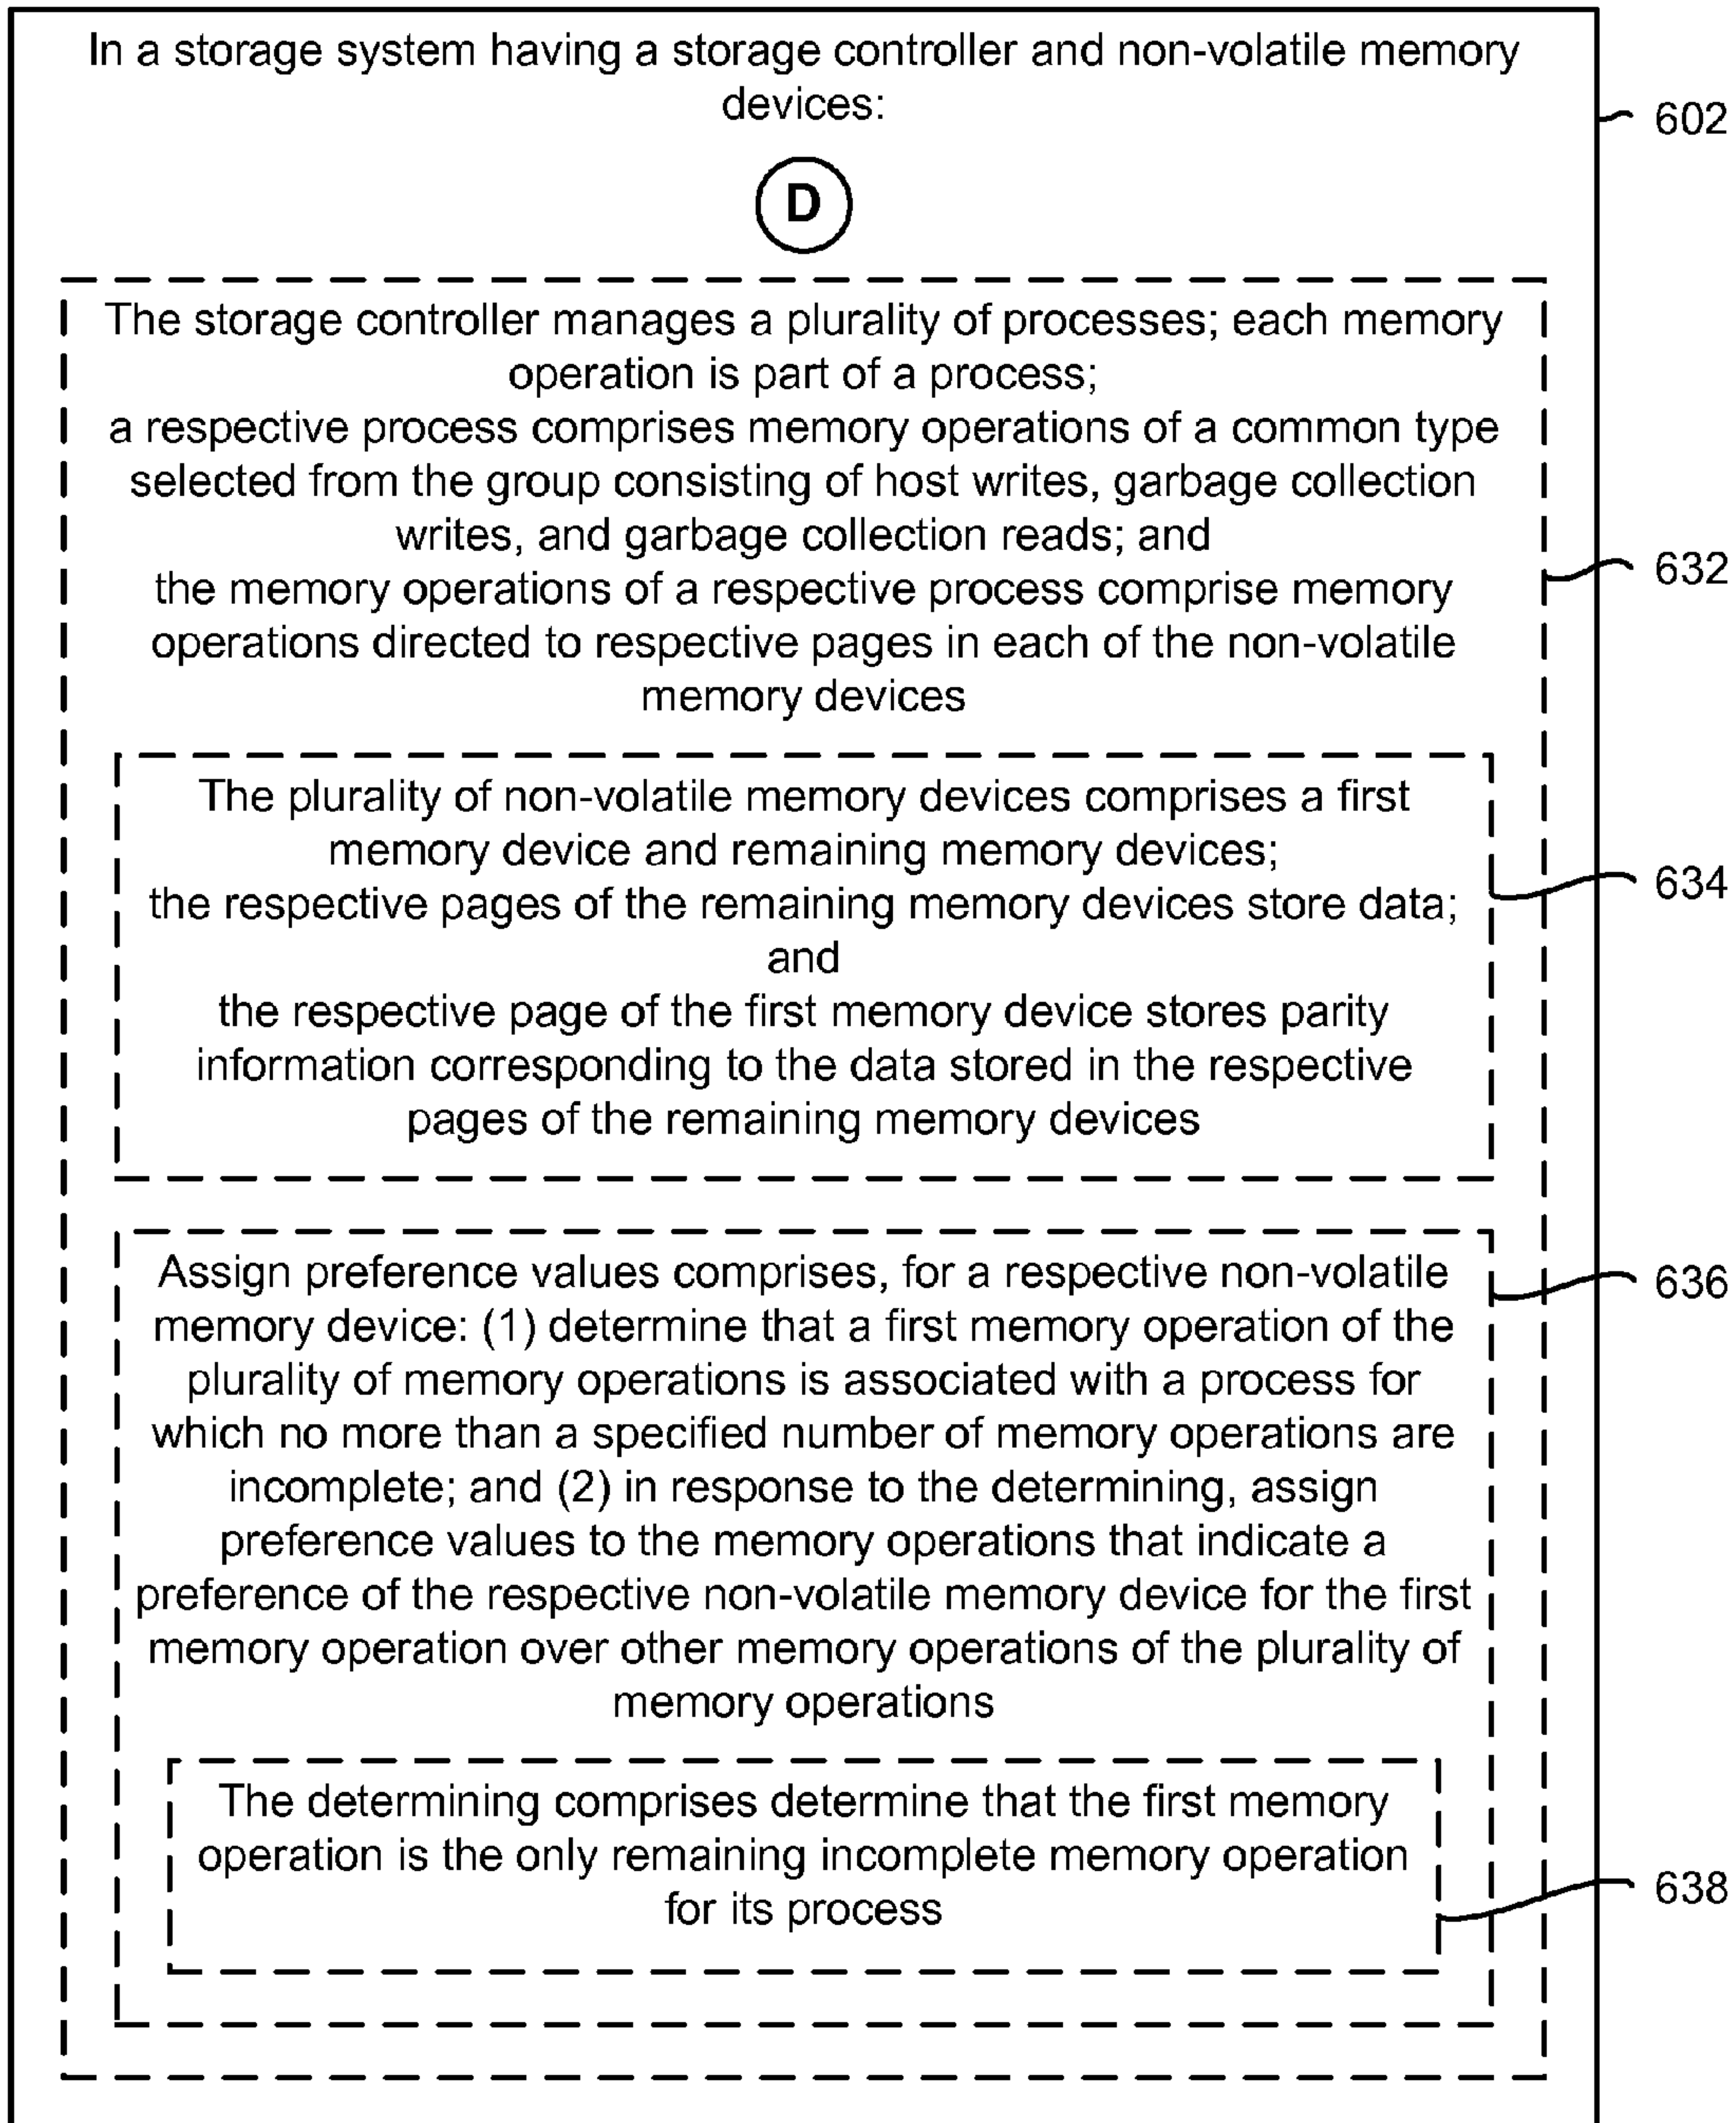 In a storage system having a storage controller and non-volatile memory
devices:
602
D
The storage controller manages a plurality of processes; each memory
operation is part of a process;
a respective process comprises memory operations of a common type
selected from the group consisting of host writes, garbage collection
writes, and garbage collection reads; and
the memory operations of a respective process comprise memory
632
operations directed to respective pages in each of the non-volatile
memory devices
The plurality of non-volatile memory devices comprises a first
memory device and remaining memory devices;
634
the respective pages of the remaining memory devices store data;
and
the respective page of the first memory device stores parity
information corresponding to the data stored in the respective
pages of the remaining memory devices
Assign preference values comprises, for a respective non-volatile
636
memory device: (1) determine that a first memory operation of the
plurality of memory operations is associated with a process for
which no more than a specified number of memory operations are
incomplete; and (2) in response to the determining, assign
preference values to the memory operations that indicate a
preference of the respective non-volatile memory device for the first
memory operation over other memory operations of the plurality of
memory operations
The determining comprises determine that the first memory
operation is the only remaining incomplete memory operation
638
for its process